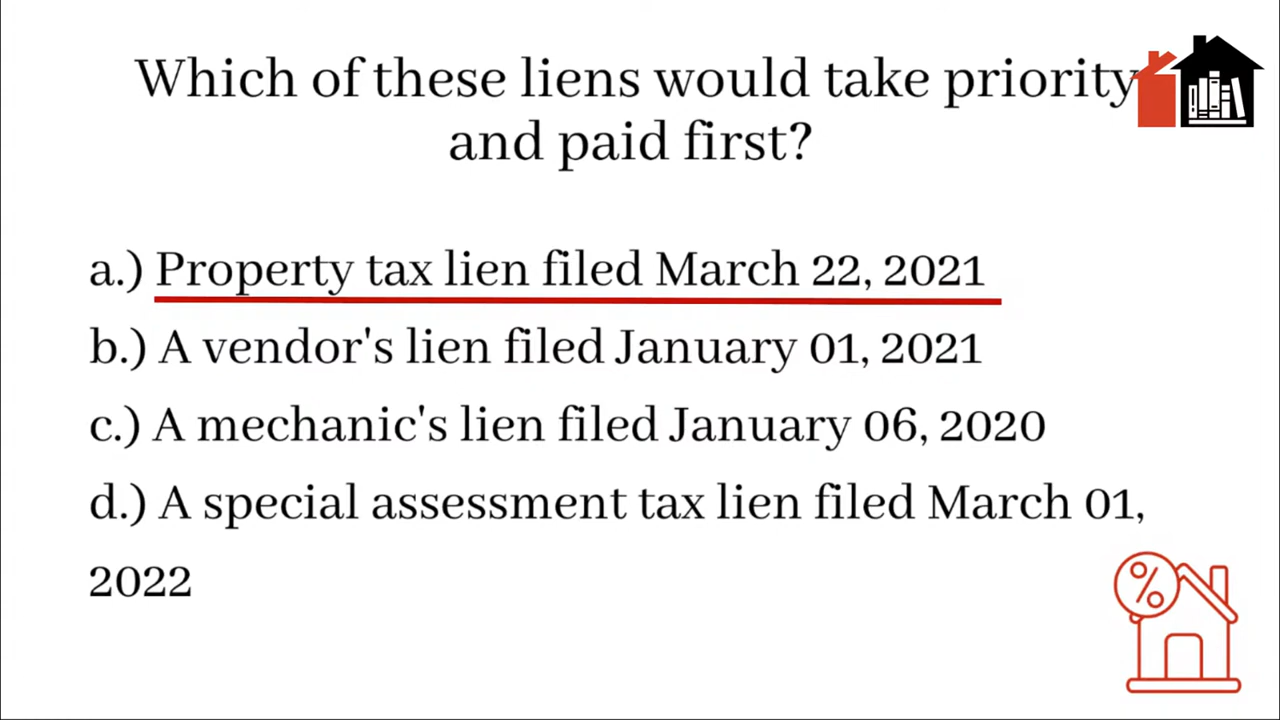 Which of these liens would take priority
and paid first?
a.) Property tax lien filed March 22, 2021
b.) A vendor's lien filed January 01, 2021
c.) A mechanic's lien filed January 06, 2020
d.) A special assessment tax lien filed March 01,
2022
%